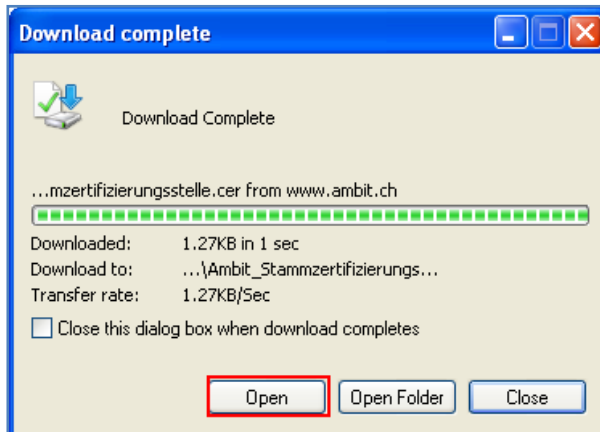 Download complete
Download Complete
...mzertifizierungsstelle.cer from www.ambit.ch
Downloaded: 1.27KB in 1 sec
Download to: ...\Ambit_Stammzertifizierungs...
Transfer rate: 1.27KB/Sec
Close this dialog box when download completes
Open Open Folder Close